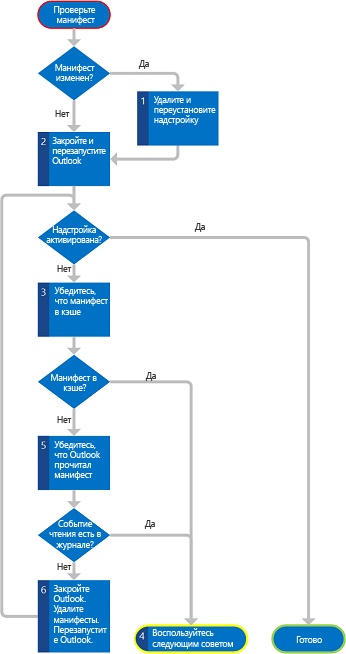 Проверьте
манифест
Манифест
изменен?
Да
Нет
1 Удалите и
переустановите
надстройку
2 Закройте и
перезапустите
Outlook
Надстройка
активирована?
Да
Нет
3 Убедитесь,
что манифест
в кэше
Манифест в
кэше?
Да
Нет
5 Убедитесь,
что Outlook
прочитал
манифест
Событие
чтения есть в
журнале?
Да
Нет
6 Закройте
Outlook.
Удалите
манифесты.
Перезапустит
е Outlook.
4 Воспользуйтесь
следующим советом
Готово